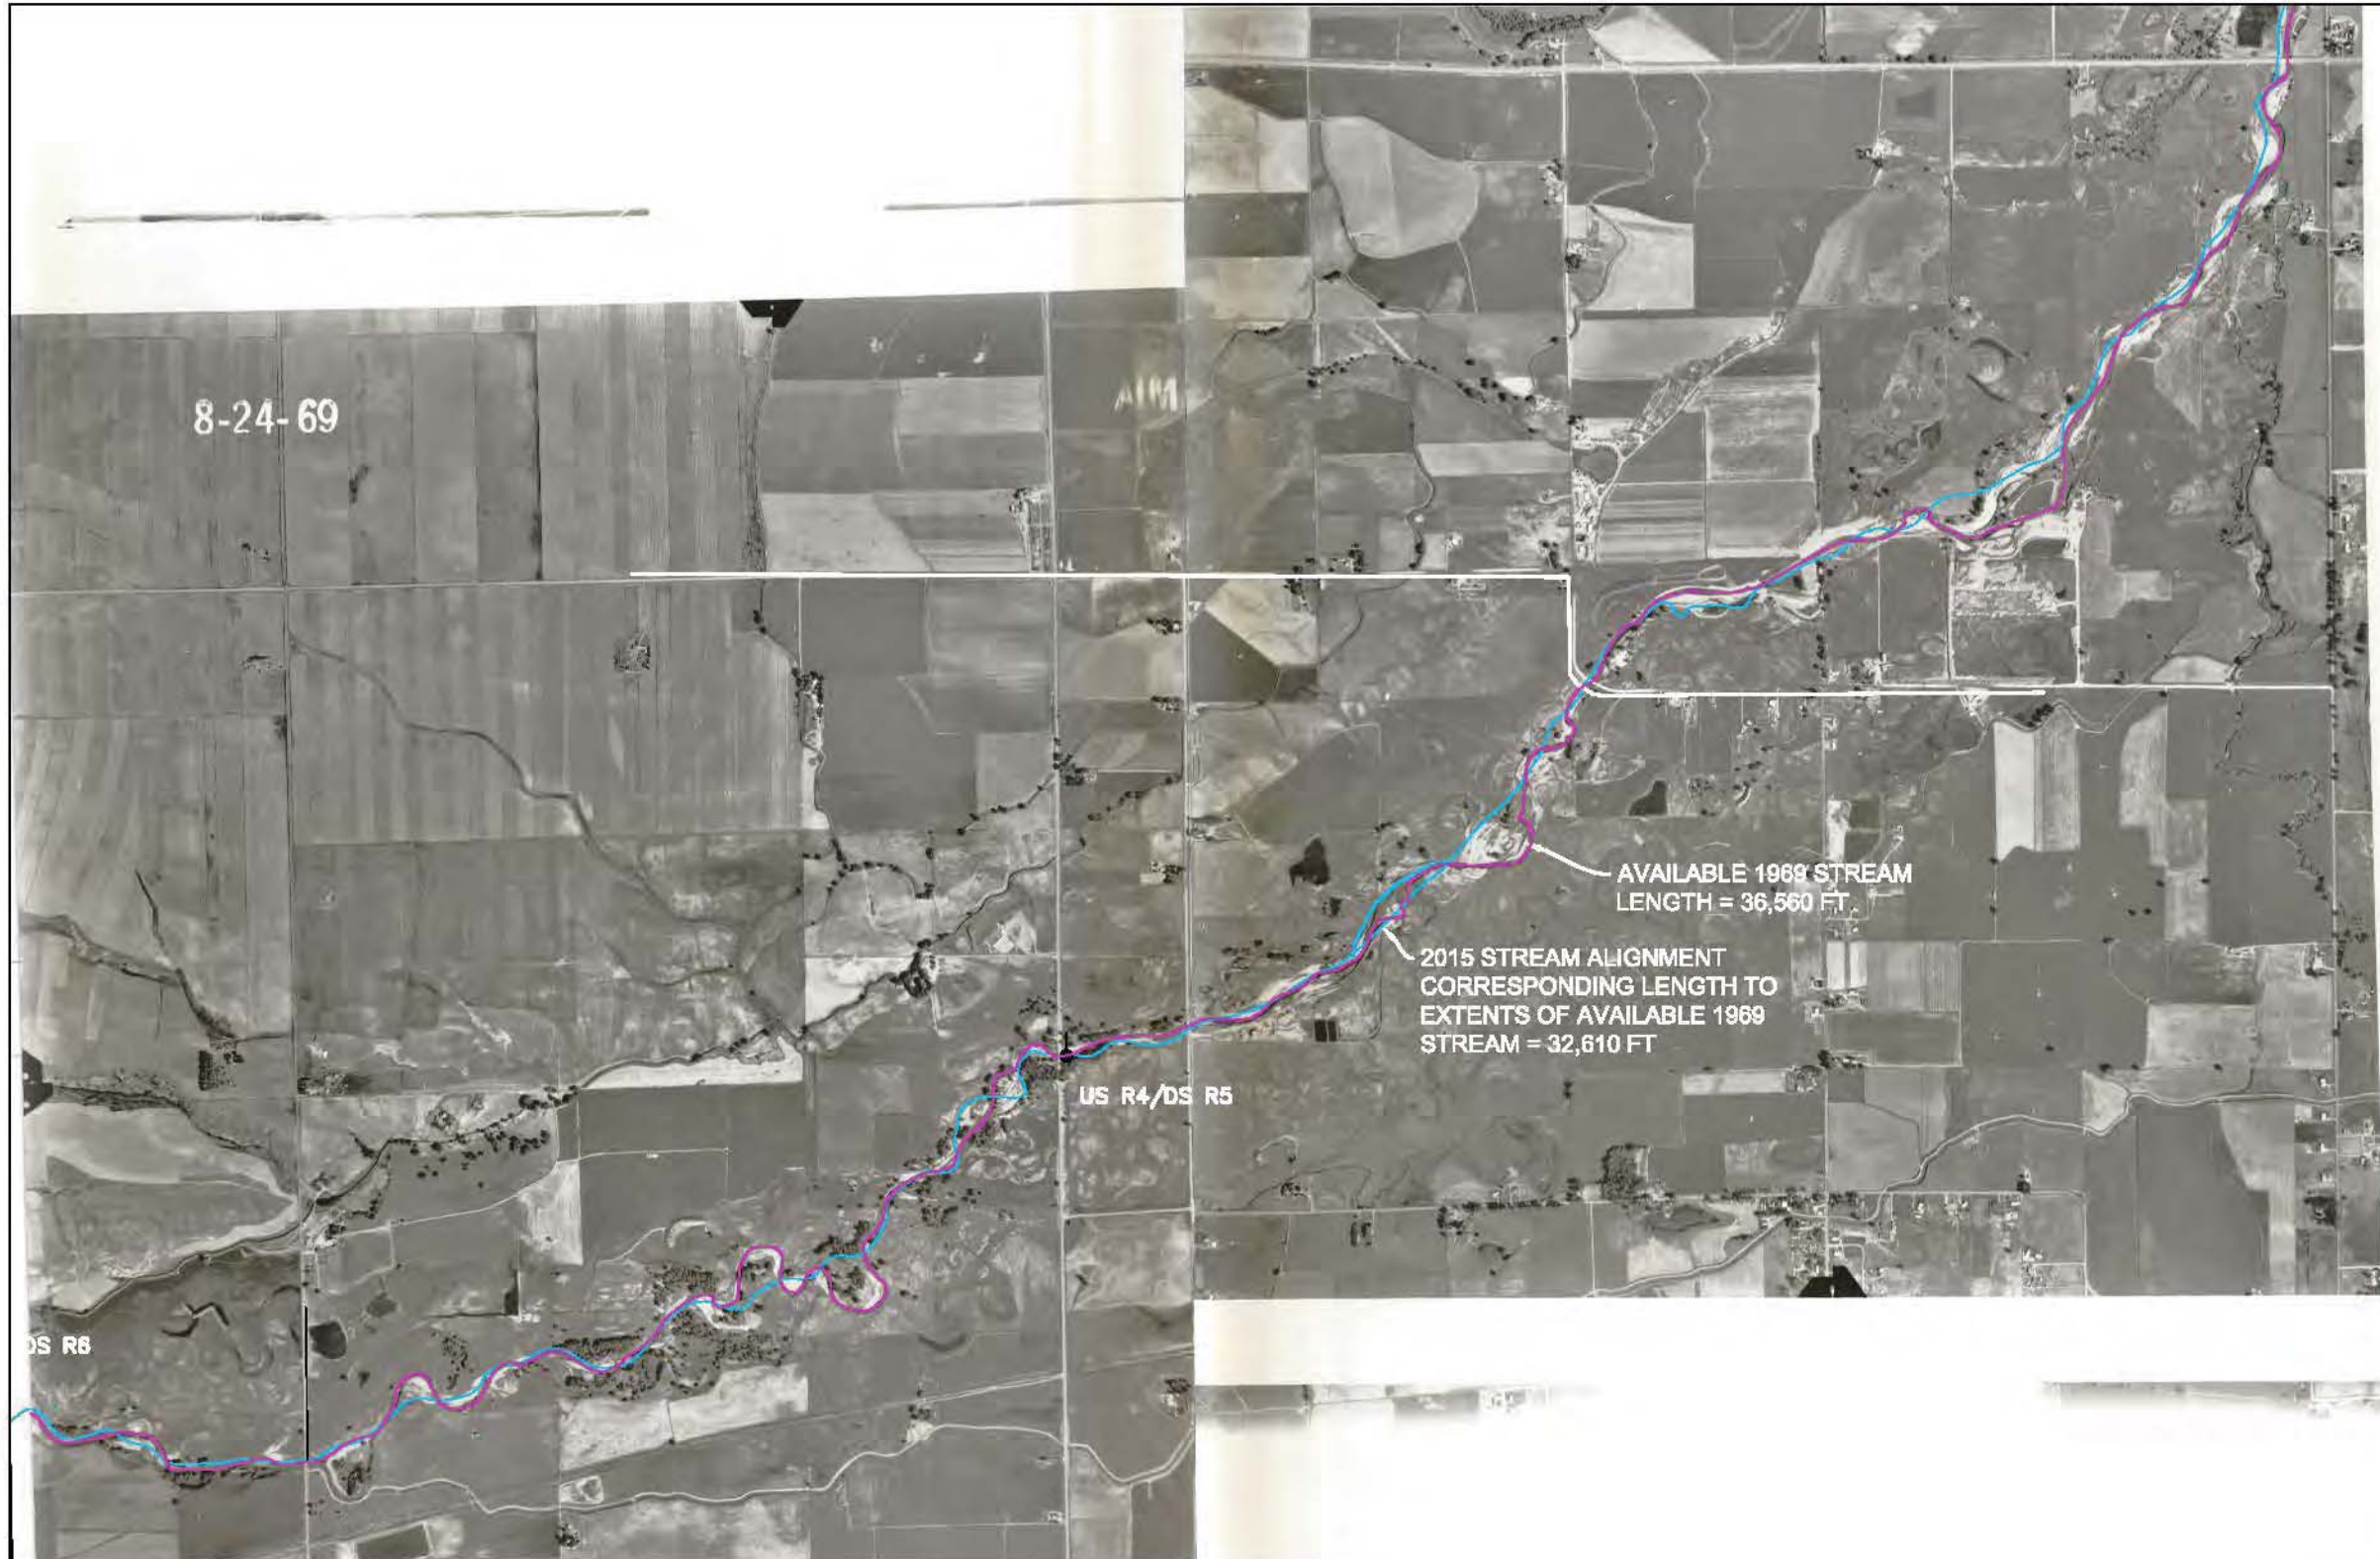 8-24-69
AIM
AVAILABLE 1969 STREAM
LENGTH = 36,560 FT
2015 STREAM ALIGNMENT
CORRESPONDING LENGTH TO
EXTENTS OF AVAILABLE 1969
STREAM = 32,610 FT
US R4/DS R5
DS R6